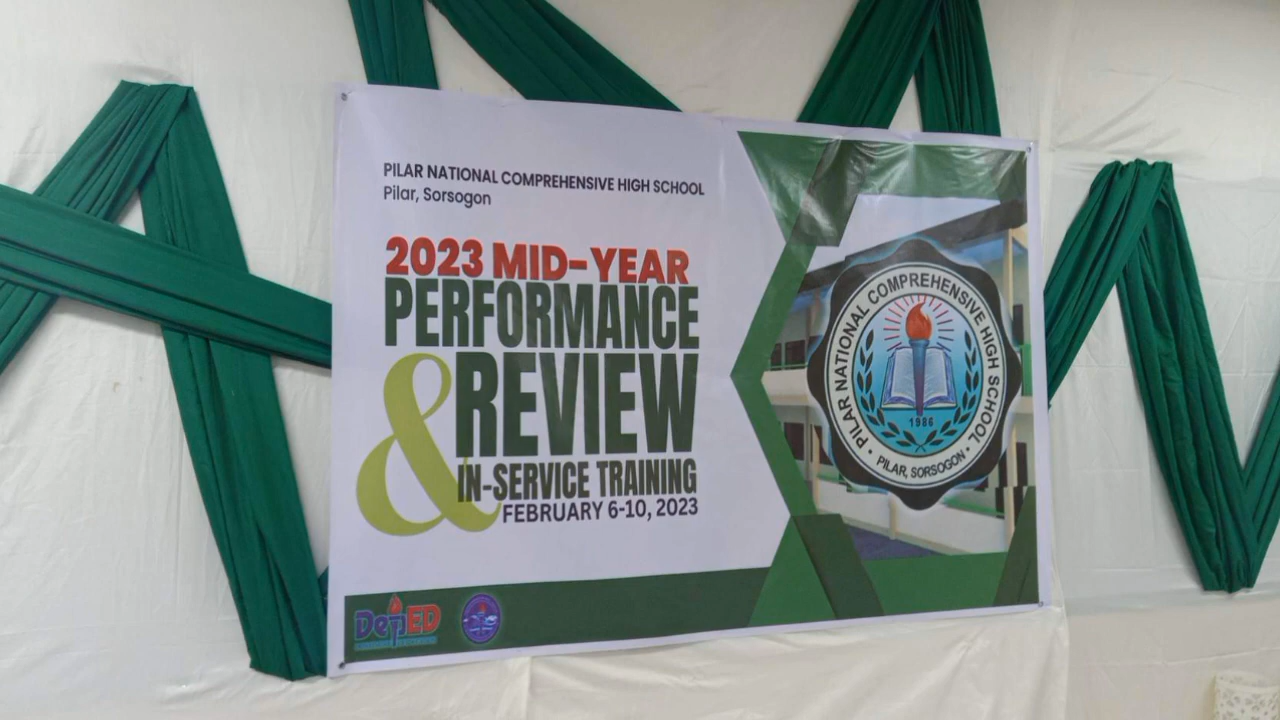 PILAR NATIONAL COMPREHENSIVE HIGH SCHOOL
Pilar, Sorsogon
2023 MID-YEAR
PERFORMANCE
& REVIEW
IN-SERVICE TRAINING
FEBRUARY 6-10, 2023
PILAR NATIONAL COMPREHENSIVE HIGH SCHOOL
1986
• PILAR, SORSOGON •
DepED